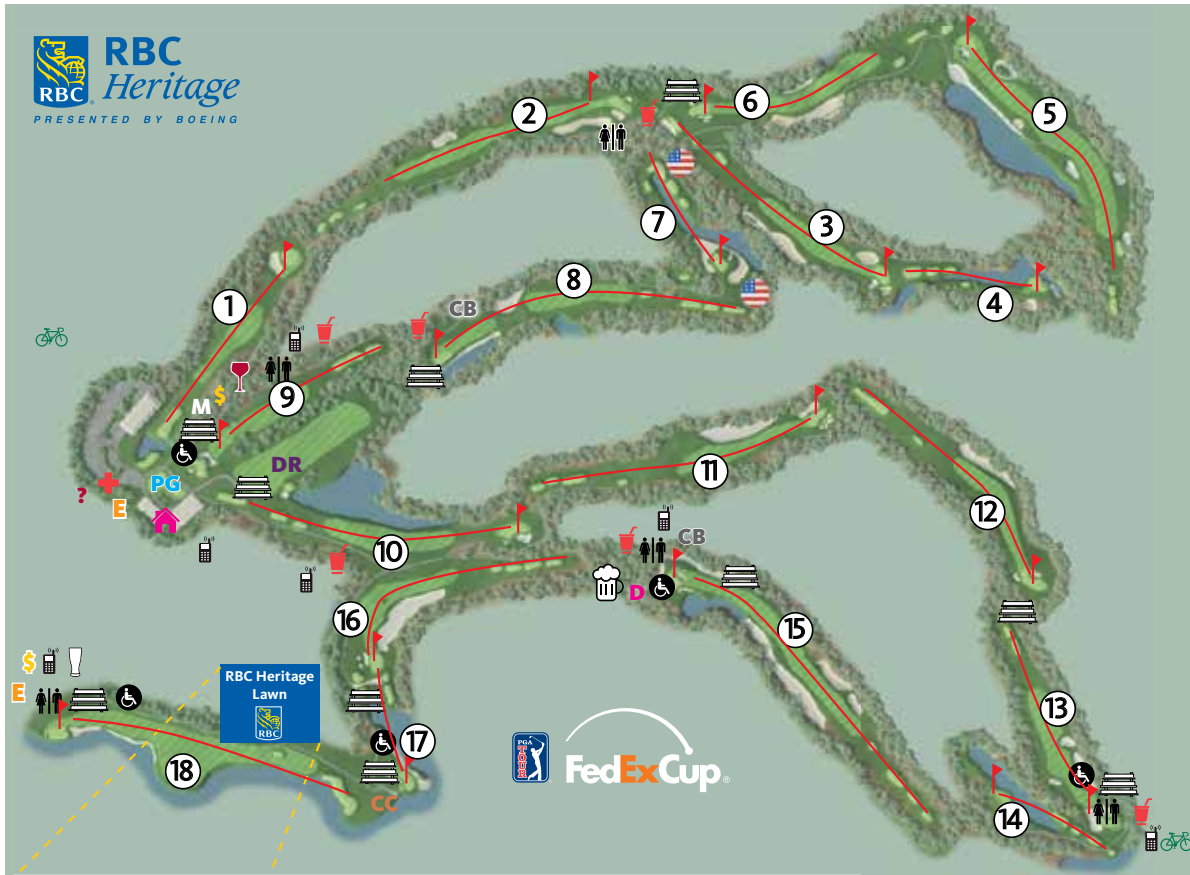 RBC
Heritage
RBC®
PRESENTED BY BOEING
2
6
5
7
3
8
4
1
CB
M
$
9
DR
?
PG
E
11
12
10
CB
D
16
15
$
E
RBC Heritage
Lawn
RBC
13
17
18
CC
PGA
TOUR
FedExCup®
14